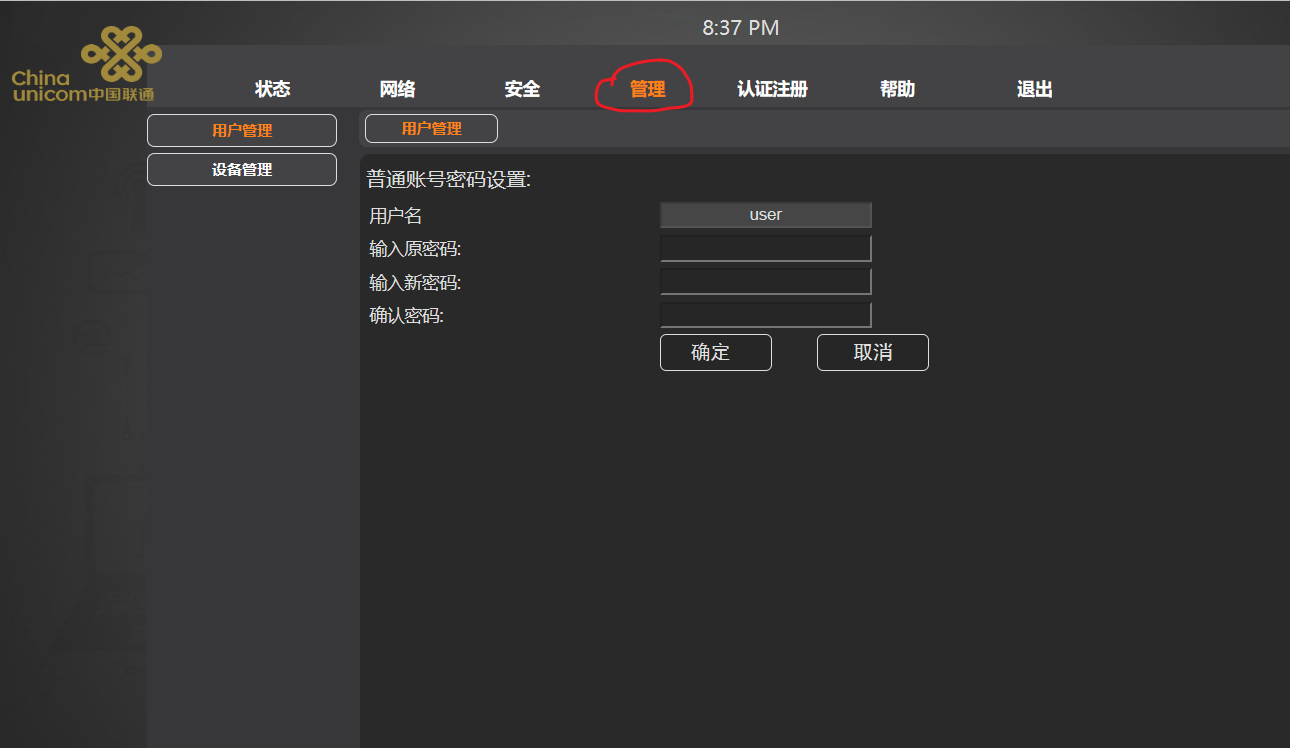 8:37 PM
China
unicom中国联通
状态 网络 安全 管理 认证注册 帮助 退出
用户管理
设备管理
用户管理
普通账号密码设置:
用户名 user
输入原密码:
输入新密码:
确认密码:
确定 取消